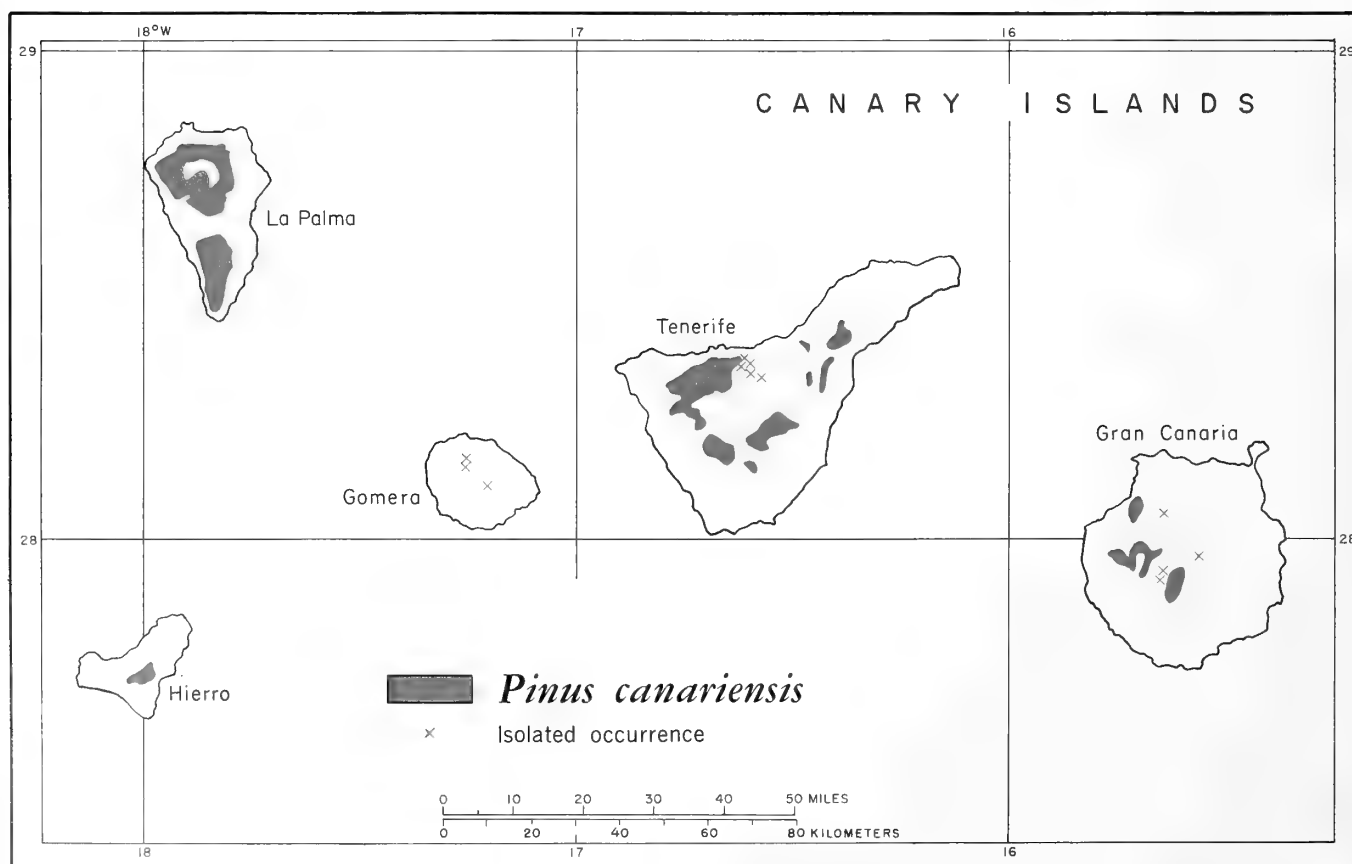 18°W 17 16
29 29
CANARY ISLANDS
La Palma
Tenerife
Gran Canaria
Gomera
28 28
Hierro
Pinus canariensis
× Isolated occurrence
0 10 20 30 40 50 MILES
0 20 40 60 80 KILOMETERS
18 17 16